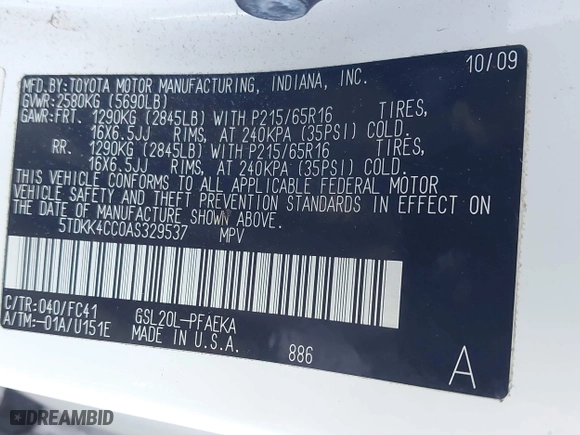 10/09
MFD.BY:TOYOTA MOTOR MANUFACTURING, INDIANA, INC.
GVWR:2580KG (5690LB)
GAWR:FRT. 1290KG (2845LB) WITH P215/65R16 TIRES,
16X6.5JJ RIMS, AT 240KPA (35PSI) COLD.
RR. 1290KG (2845LB) WITH P215/65R16 TIRES,
16X6.5JJ RIMS, AT 240KPA (35PSI) COLD.
THIS VEHICLE CONFORMS TO ALL APPLICABLE FEDERAL MOTOR
VEHICLE SAFETY AND THEFT PREVENTION STANDARDS IN EFFECT ON
THE DATE OF MANUFACTURE SHOWN ABOVE.
5TDKK4CC0AS329537 MPV
C/TR:040/FC41 GSL20L-PFAEKA
A/TM:-01A/U151E MADE IN U.S.A.
886
A
DREAMBID